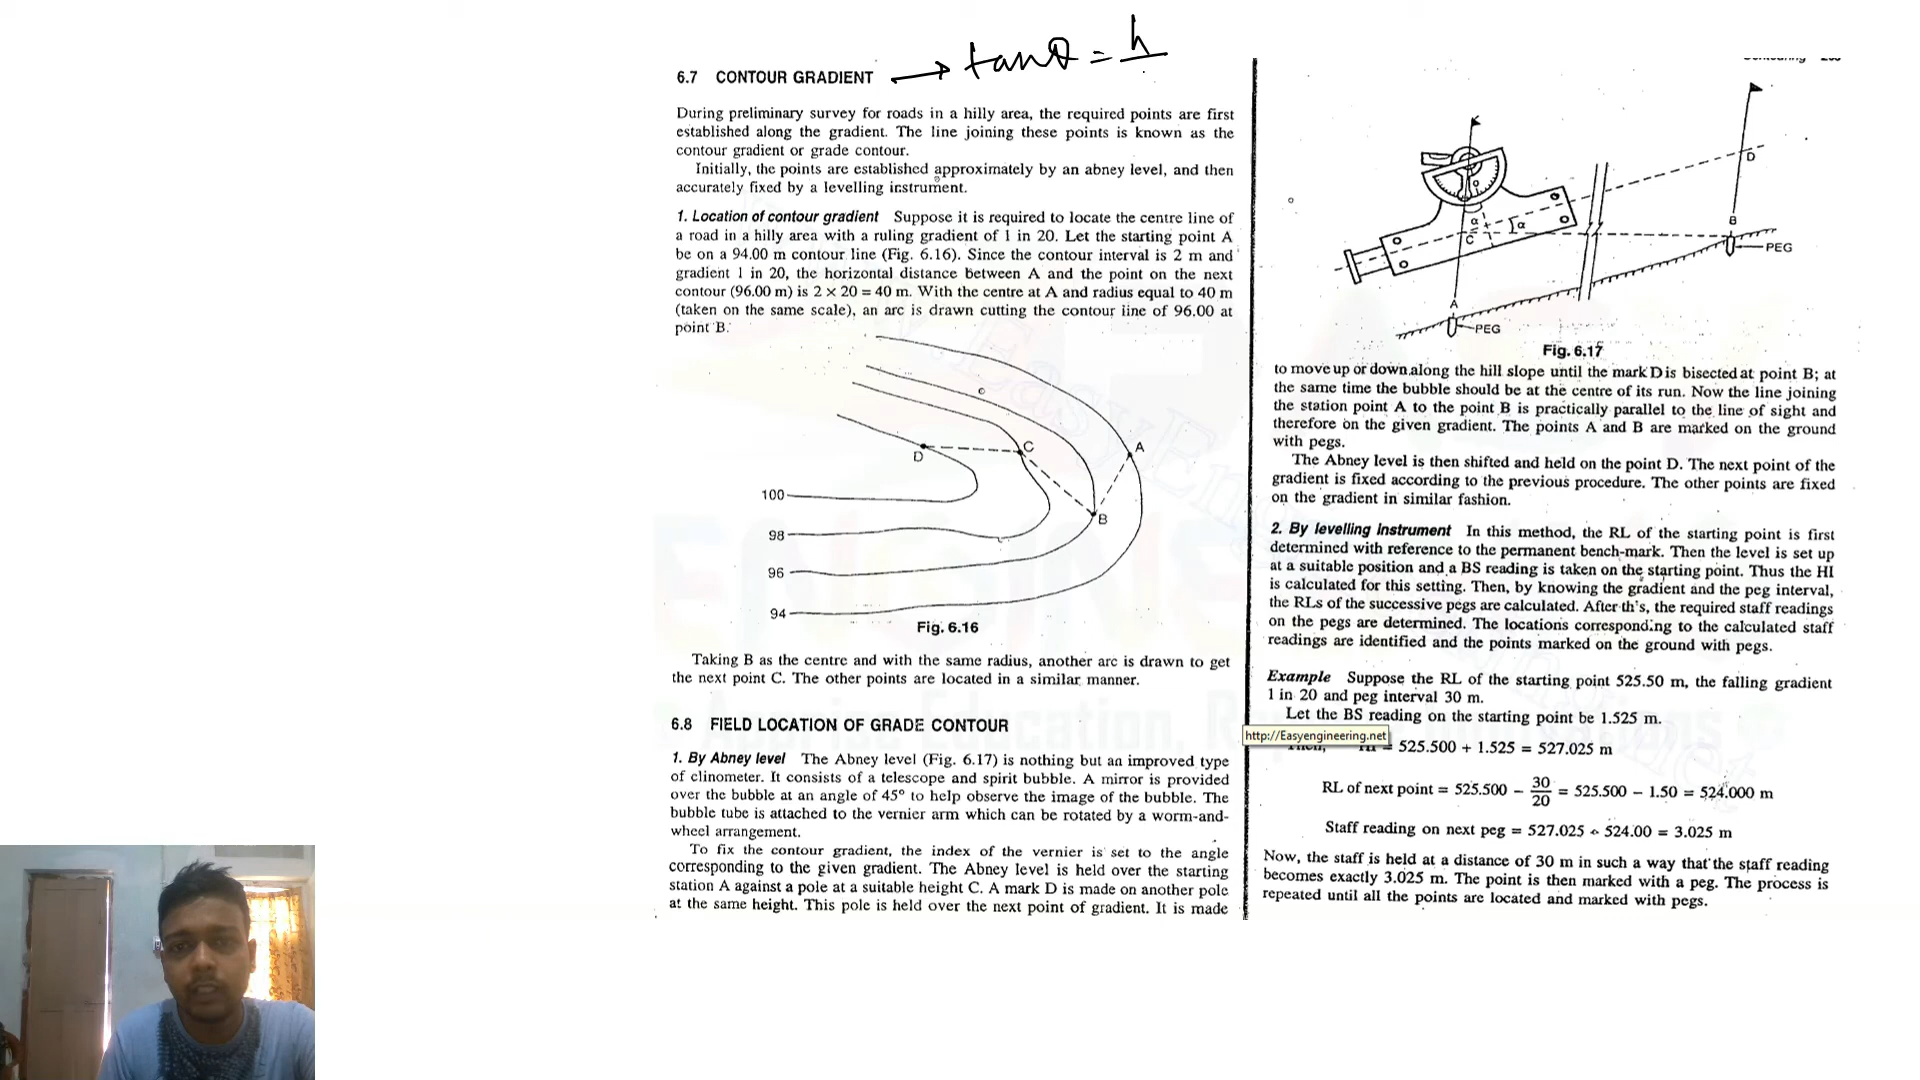 6.7 CONTOUR GRADIENT → tanθ = h
During preliminary survey for roads in a hilly area, the required points are first
established along the gradient. The line joining these points is known as the
contour gradient or grade contour.
Initially, the points are established approximately by an abney level, and then
accurately fixed by a levelling instrument.
1. Location of contour gradient Suppose it is required to locate the centre line of
a road in a hilly area with a ruling gradient of 1 in 20. Let the starting point A
be on a 94.00 m contour line (Fig. 6.16). Since the contour interval is 2 m and
gradient 1 in 20, the horizontal distance between A and the point on the next
contour (96.00 m) is 2 × 20 = 40 m. With the centre at A and radius equal to 40 m
(taken on the same scale), an arc is drawn cutting the contour line of 96.00 at
point B.
A
C
D
B
100
98
96
94
Fig. 6.16
Taking B as the centre and with the same radius, another arc is drawn to get
the next point C. The other points are located in a similar manner.
6.8 FIELD LOCATION OF GRADE CONTOUR
1. By Abney level The Abney level (Fig. 6.17) is nothing but an improved type
of clinometer. It consists of a telescope and spirit bubble. A mirror is provided
over the bubble at an angle of 45° to help observe the image of the bubble. The
bubble tube is attached to the vernier arm which can be rotated by a worm-and-
wheel arrangement.
To fix the contour gradient, the index of the vernier is set to the angle
corresponding to the given gradient. The Abney level is held over the starting
station A against a pole at a suitable height C. A mark D is made on another pole
at the same height. This pole is held over the next point of gradient. It is made
D
α
α
C
B
PEG
A
PEG
Fig. 6.17
to move up or down along the hill slope until the mark D is bisected at point B; at
the same time the bubble should be at the centre of its run. Now the line joining
the station point A to the point B is practically parallel to the line of sight and
therefore on the given gradient. The points A and B are marked on the ground
with pegs.
The Abney level is then shifted and held on the point D. The next point of the
gradient is fixed according to the previous procedure. The other points are fixed
on the gradient in similar fashion.
2. By levelling instrument In this method, the RL of the starting point is first
determined with reference to the permanent bench-mark. Then the level is set up
at a suitable position and a BS reading is taken on the starting point. Thus the HI
is calculated for this setting. Then, by knowing the gradient and the peg interval,
the RLs of the successive pegs are calculated. After th's, the required staff readings
on the pegs are determined. The locations corresponding to the calculated staff
readings are identified and the points marked on the ground with pegs.
Example Suppose the RL of the starting point 525.50 m, the falling gradient
1 in 20 and peg interval 30 m.
Let the BS reading on the starting point be 1.525 m.
http://Easyengineering.net
= 525.500 + 1.525 = 527.025 m
RL of next point = 525.500 − 30/20 = 525.500 − 1.50 = 524.000 m
Staff reading on next peg = 527.025 - 524.00 = 3.025 m
Now, the staff is held at a distance of 30 m in such a way that the staff reading
becomes exactly 3.025 m. The point is then marked with a peg. The process is
repeated until all the points are located and marked with pegs.